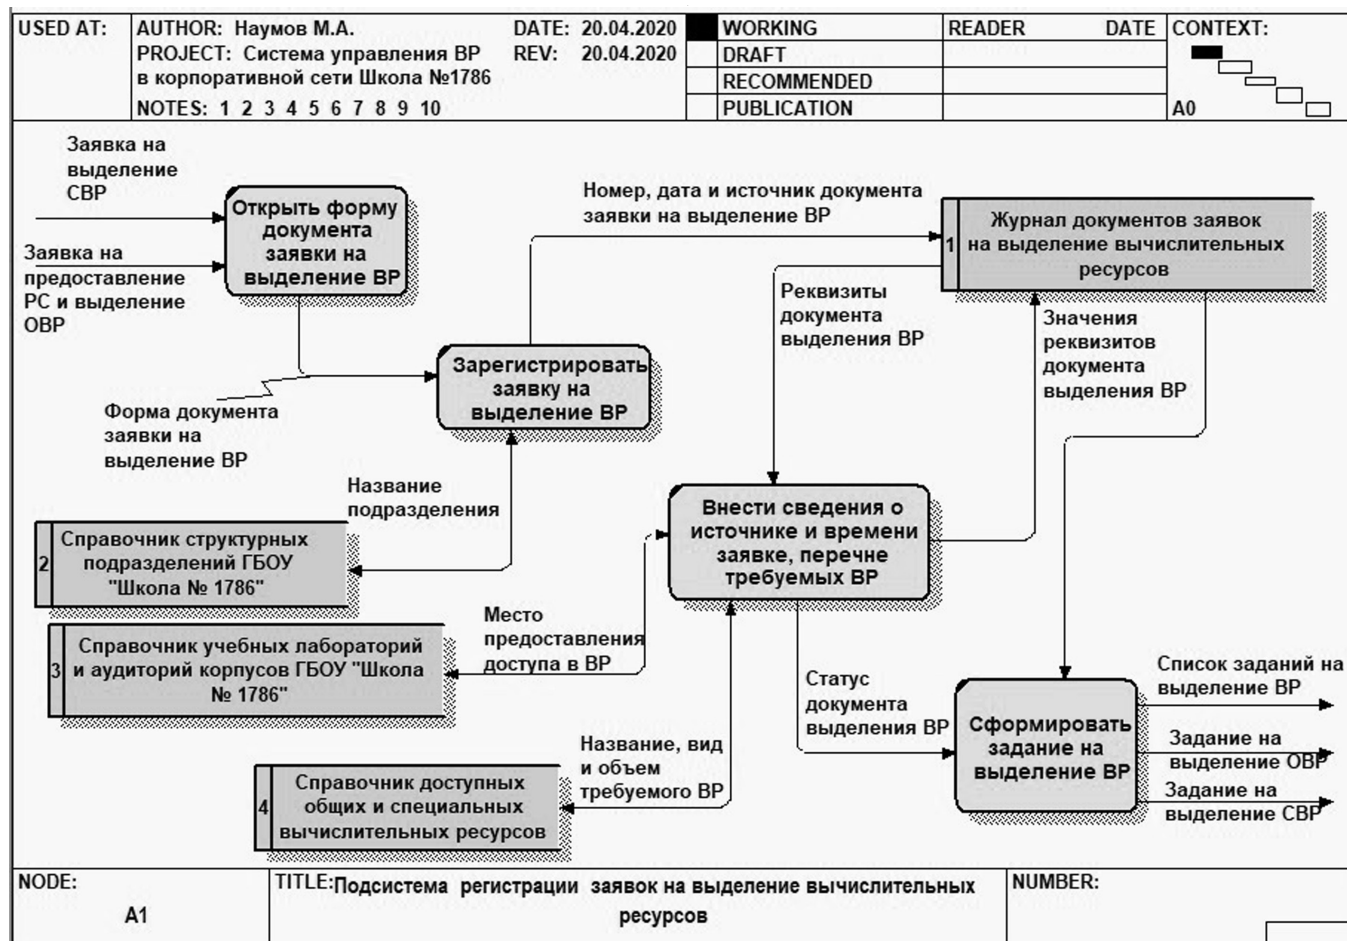 USED AT:
AUTHOR: Наумов М.А.
DATE: 20.04.2020
PROJECT: Система управления ВР
REV: 20.04.2020
в корпоративной сети Школа №1786
NOTES: 1 2 3 4 5 6 7 8 9 10
WORKING
DRAFT
RECOMMENDED
PUBLICATION
READER
DATE
CONTEXT:
A0
Заявка на
выделение
СВР
Заявка на
предоставление
РС и выделение
ОВР
Открыть форму
документа
заявки на
выделение ВР
Форма документа
заявки на
выделение ВР
Зарегистрировать
заявку на
выделение ВР
Номер, дата и источник документа
заявки на выделение ВР
1
Журнал документов заявок
на выделение вычислительных
ресурсов
Реквизиты
документа
выделения ВР
Значения
реквизитов
документа
выделения ВР
Название
подразделения
2
Справочник структурных
подразделений ГБОУ
"Школа № 1786"
Внести сведения о
источнике и времени
заявке, перечне
требуемых ВР
3
Справочник учебных лабораторий
и аудиторий корпусов ГБОУ "Школа
№ 1786"
Место
предоставления
доступа в ВР
Статус
документа
выделения ВР
Название, вид
и объем
требуемого ВР
4
Справочник доступных
общих и специальных
вычислительных ресурсов
Сформировать
задание на
выделение ВР
Список заданий на
выделение ВР
Задание на
выделение ОВР
Задание на
выделение СВР
NODE:
A1
TITLE: Подсистема регистрации заявок на выделение вычислительных
ресурсов
NUMBER: